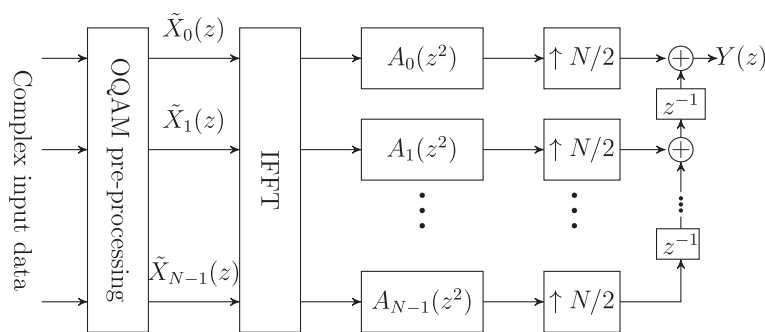 Complex input data
OQAM pre-processing
X̃₀(z)
X̃₁(z)
X̃_{N−1}(z)
IFFT
A₀(z²)
↑ N/2
+
Y(z)
z⁻¹
A₁(z²)
↑ N/2
+
z⁻¹
A_{N−1}(z²)
↑ N/2